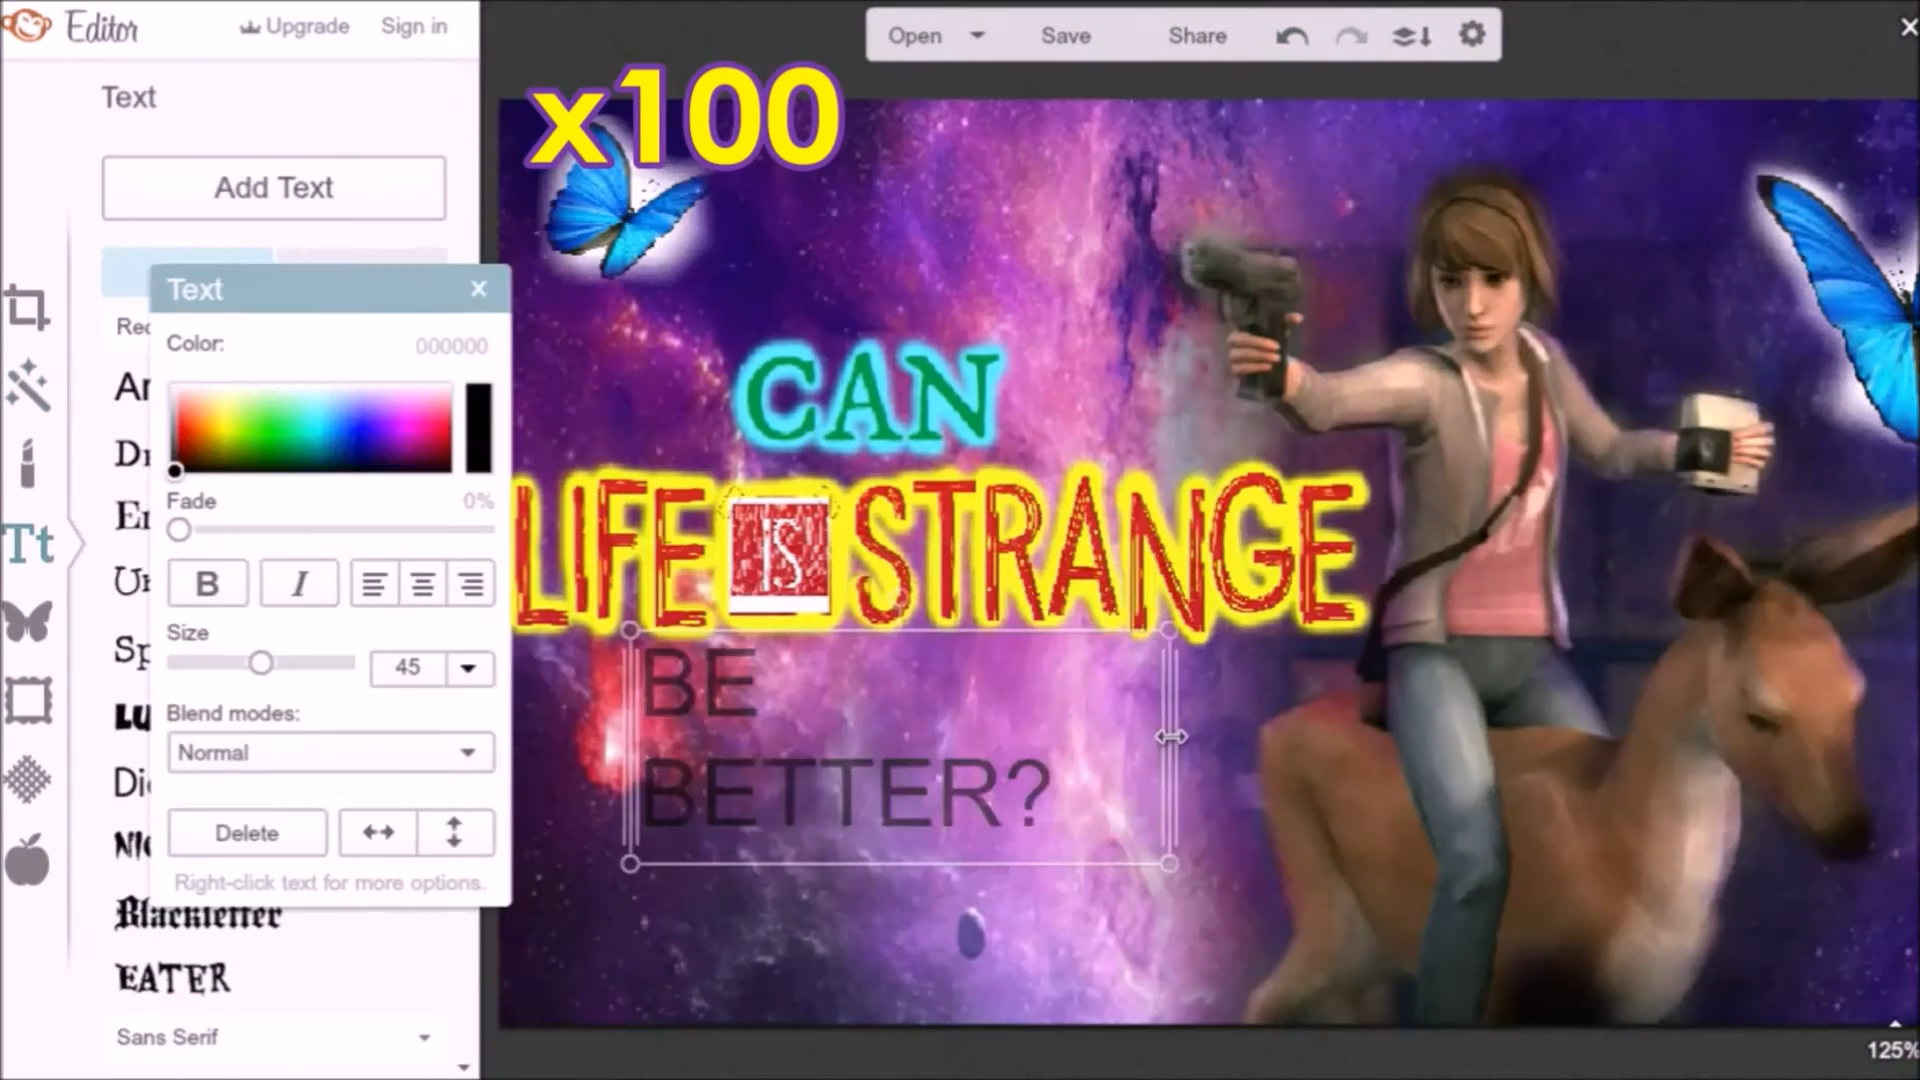 Editor
Upgrade
Sign in
Open
Save
Share
Text
x100
Add Text
Text
Color:
000000
Fade
0%
B
I
Size
45
Blend modes:
Normal
Delete
Right-click text for more options.
Blackletter
EATER
Sans Serif
Tt
CAN
LIFE IS STRANGE
BE
BETTER?
125%